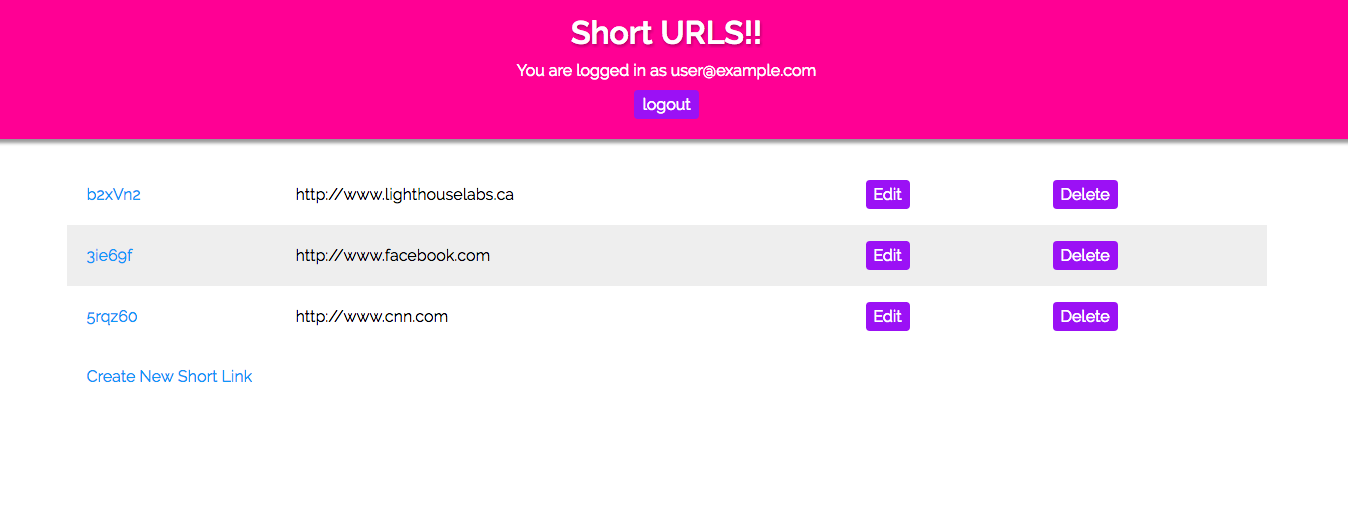 Short URLS!!
You are logged in as user@example.com
logout
b2xVn2 http://www.lighthouselabs.ca Edit Delete
3ie69f http://www.facebook.com Edit Delete
5rqz60 http://www.cnn.com Edit Delete
Create New Short Link